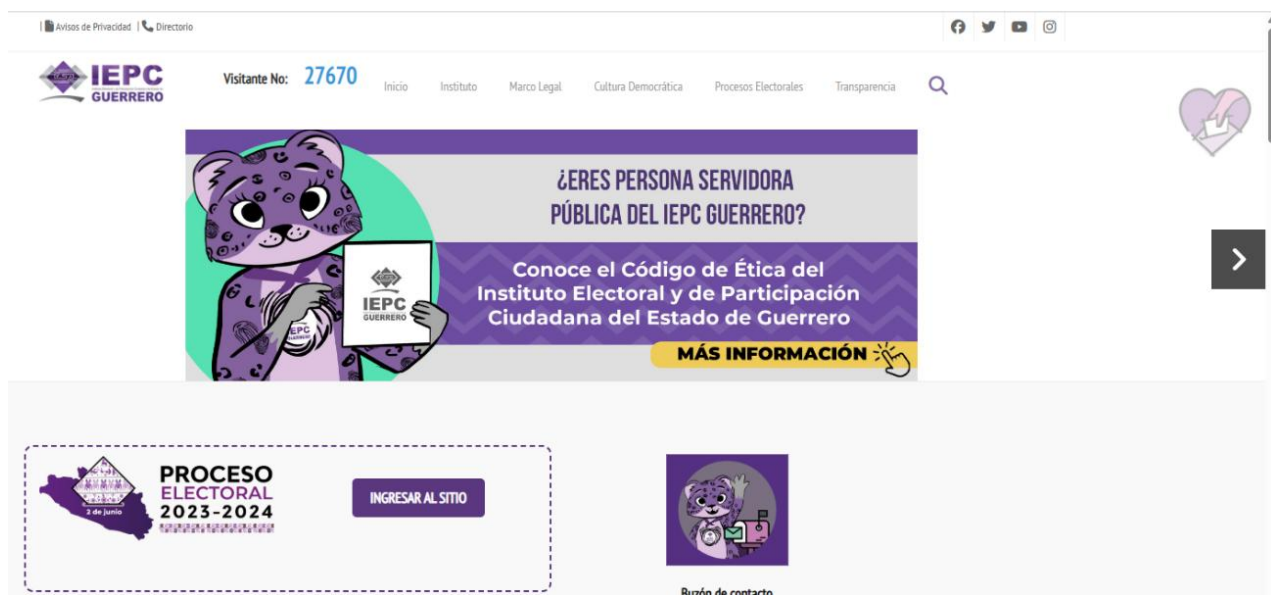 | Avisos de Privacidad | Directorio
IEPC
GUERRERO
Visitante No: 27670
Inicio Instituto Marco Legal Cultura Democrática Procesos Electorales Transparencia
¿ERES PERSONA SERVIDORA
PÚBLICA DEL IEPC GUERRERO?
Conoce el Código de Ética del
Instituto Electoral y de Participación
Ciudadana del Estado de Guerrero
MÁS INFORMACIÓN
IEPC
GUERRERO
IEPC
PROCESO
ELECTORAL
2023-2024
2 de junio
INGRESAR AL SITIO
Buzón de contacto